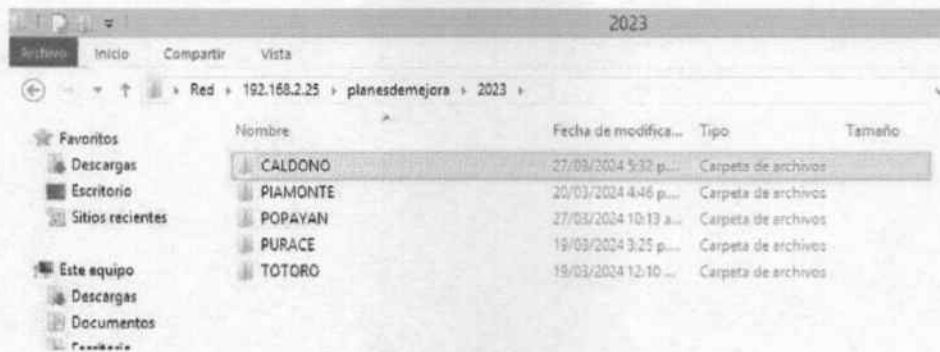 2023
Archivo Inicio Compartir Vista
Red 192.168.2.25 planesdemejora 2023
Favoritos
Descargas
Escritorio
Sitios recientes
Este equipo
Descargas
Documentos
Escritorio
Nombre Fecha de modifica... Tipo Tamaño
CALDONO 27/03/2024 5:32 p.... Carpeta de archivos
PIAMONTE 20/03/2024 4:46 p.... Carpeta de archivos
POPAYAN 27/03/2024 10:13 a... Carpeta de archivos
PURACE 19/03/2024 3:25 p.... Carpeta de archivos
TOTORO 19/03/2024 12:10 ... Carpeta de archivos